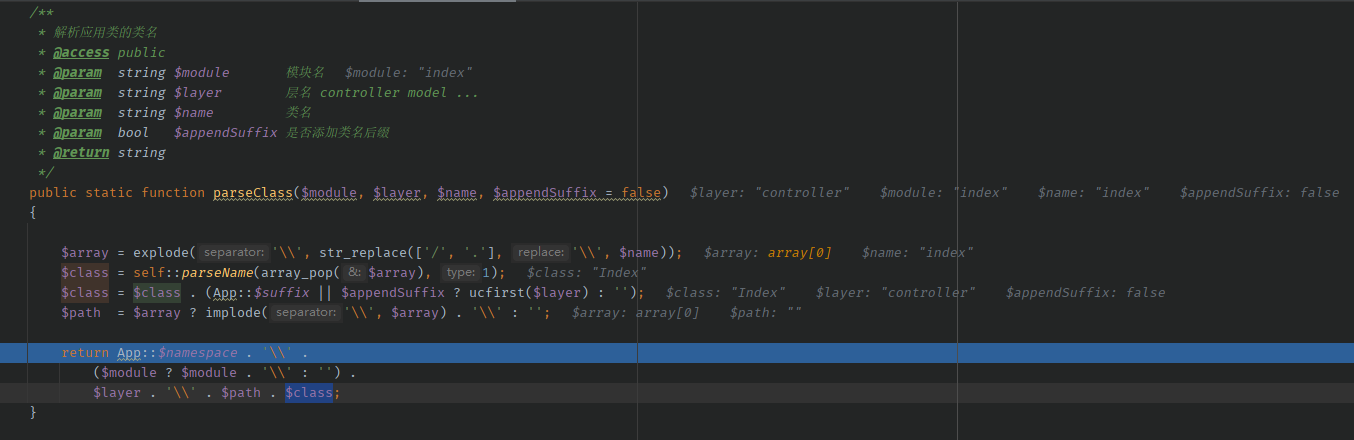 /**
 * 解析应用类的类名
 * @access public
 * @param  string $module       模块名   $module: "index"
 * @param  string $layer        层名 controller model ...
 * @param  string $name         类名
 * @param  bool   $appendSuffix 是否添加类名后缀
 * @return string
 */
public static function parseClass($module, $layer, $name, $appendSuffix = false)   $layer: "controller"    $module: "index"    $name: "index"    $appendSuffix: false
{
    $array = explode( separator: '\\', str_replace(['/', '.'], replace: '\\', $name));   $array: array[0]    $name: "index"
    $class = self::parseName(array_pop( &: $array), type: 1);   $class: "Index"
    $class = $class . (App::$suffix || $appendSuffix ? ucfirst($layer) : '');   $class: "Index"    $layer: "controller"    $appendSuffix: false
    $path  = $array ? implode( separator: '\\', $array) . '\\' : '';   $array: array[0]    $path: ""
    return App::$namespace . '\\' .
        ($module ? $module . '\\' : '') .
        $layer . '\\' . $path . $class;
}